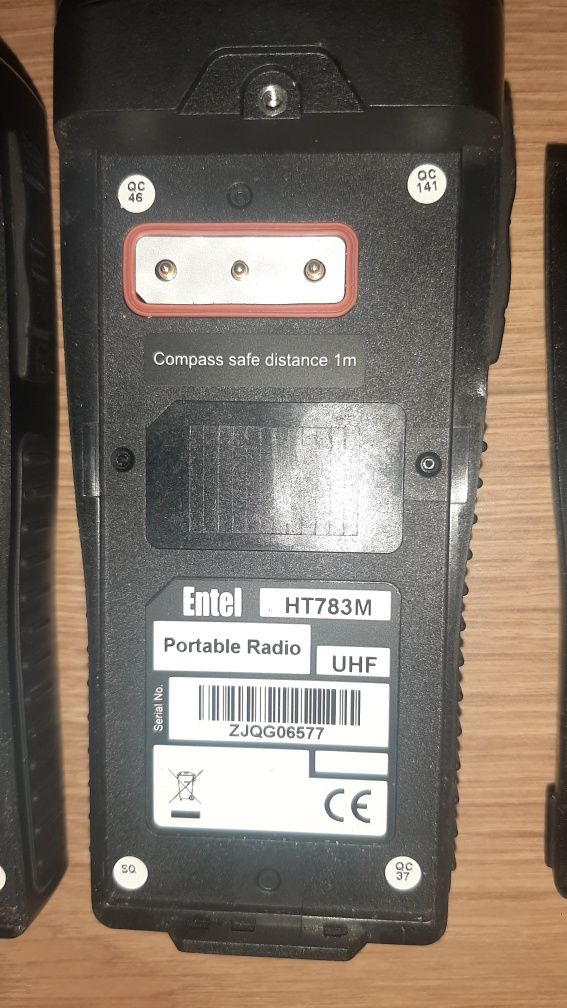 QC
46
QC
141
Compass safe distance 1m
Entel
HT783M
Portable Radio
UHF
Serial No.
ZJQG06577
CE
SQ
QC
37